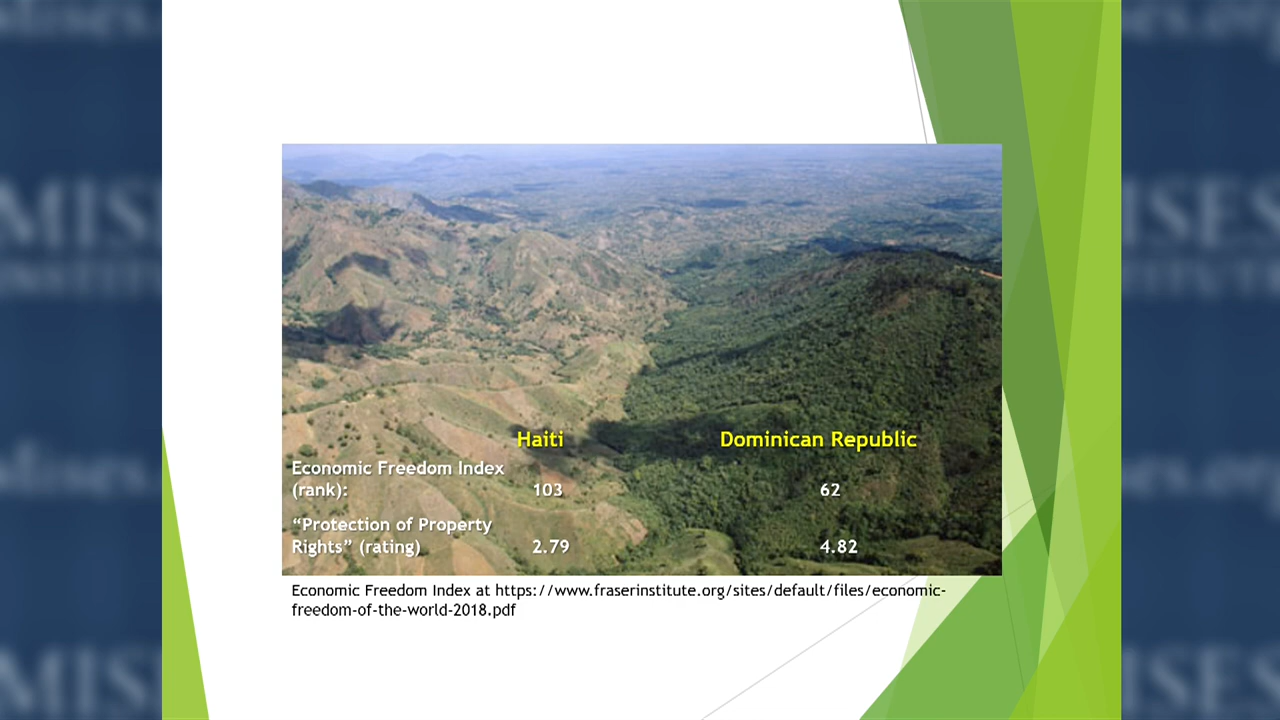 Haiti Dominican Republic
Economic Freedom Index
(rank): 103 62
“Protection of Property
Rights” (rating) 2.79 4.82
Economic Freedom Index at https://www.fraserinstitute.org/sites/default/files/economic-
freedom-of-the-world-2018.pdf